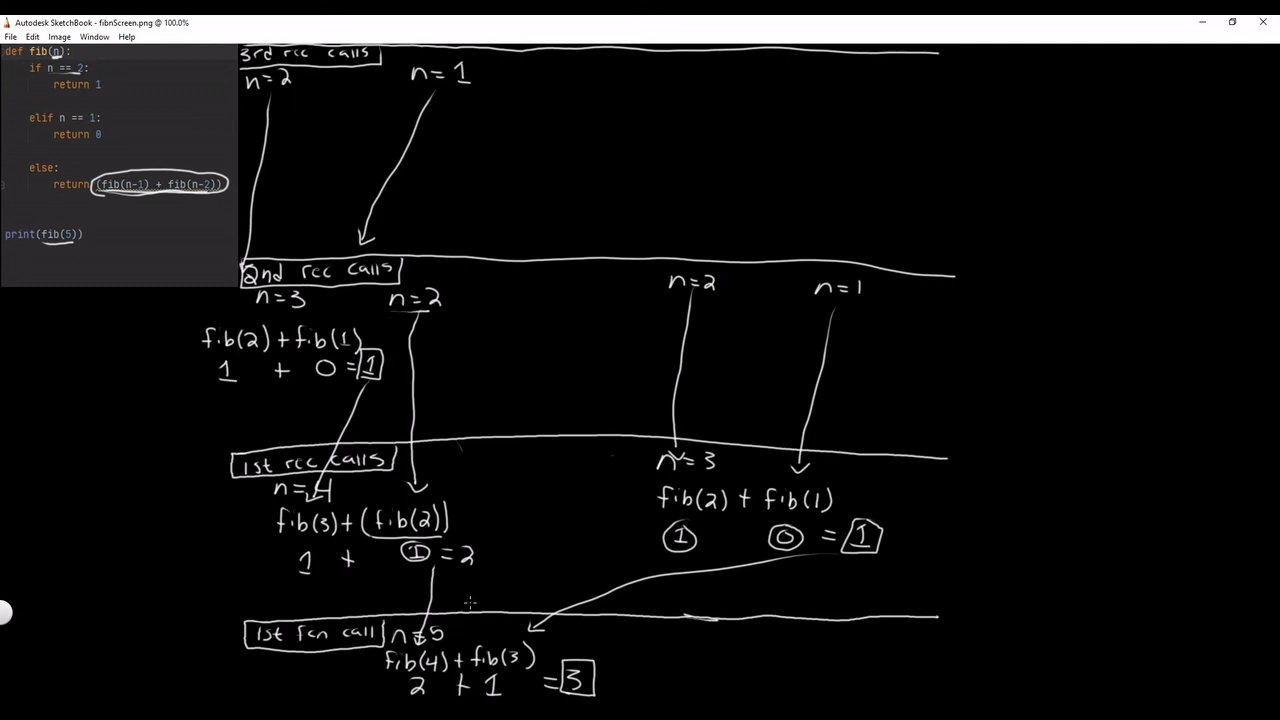 Autodesk SketchBook - fibnScreen.png @ 100.0%
File Edit Image Window Help
def fib(n):
if n == 2:
return 1
elif n == 1:
return 0
else:
return (fib(n-1) + fib(n-2))
print(fib(5))
3rd rec calls
n=2 n=1
2nd rec calls
n=3 n=2 n=2 n=1
fib(2)+fib(1)
1 + 0 =1
1st rec calls
n=4 n=3
fib(3)+(fib(2)) fib(2) + fib(1)
1 + 1 =2 1 0 = 1
1st fcn call n=5
fib(4)+fib(3)
2 +1 =3